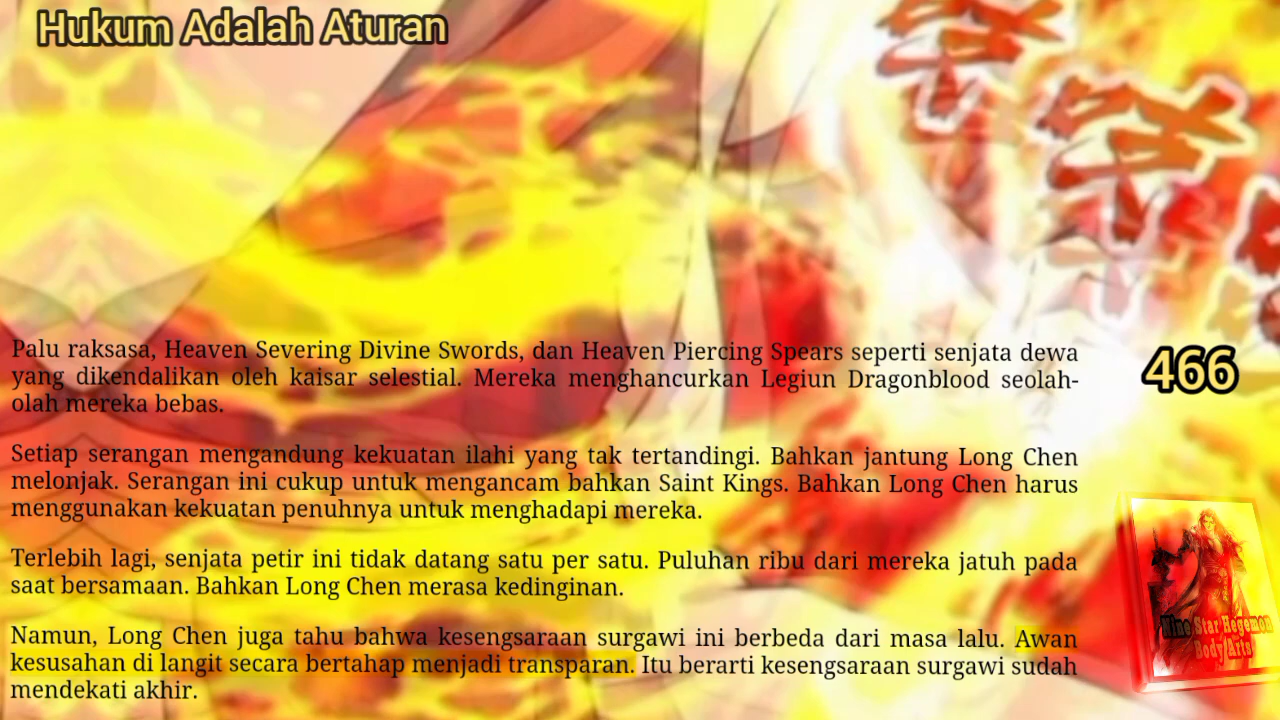 Hukum Adalah Aturan
Palu raksasa, Heaven Severing Divine Swords, dan Heaven Piercing Spears seperti senjata dewa
yang dikendalikan oleh kaisar selestial. Mereka menghancurkan Legiun Dragonblood seolah-
olah mereka bebas.
466
Setiap serangan mengandung kekuatan ilahi yang tak tertandingi. Bahkan jantung Long Chen
melonjak. Serangan ini cukup untuk mengancam bahkan Saint Kings. Bahkan Long Chen harus
menggunakan kekuatan penuhnya untuk menghadapi mereka.
Terlebih lagi, senjata petir ini tidak datang satu per satu. Puluhan ribu dari mereka jatuh pada
saat bersamaan. Bahkan Long Chen merasa kedinginan.
Namun, Long Chen juga tahu bahwa kesengsaraan surgawi ini berbeda dari masa lalu. Awan
kesusahan di langit secara bertahap menjadi transparan. Itu berarti kesengsaraan surgawi sudah
mendekati akhir.
Nine Star Hegemon
Body Arts